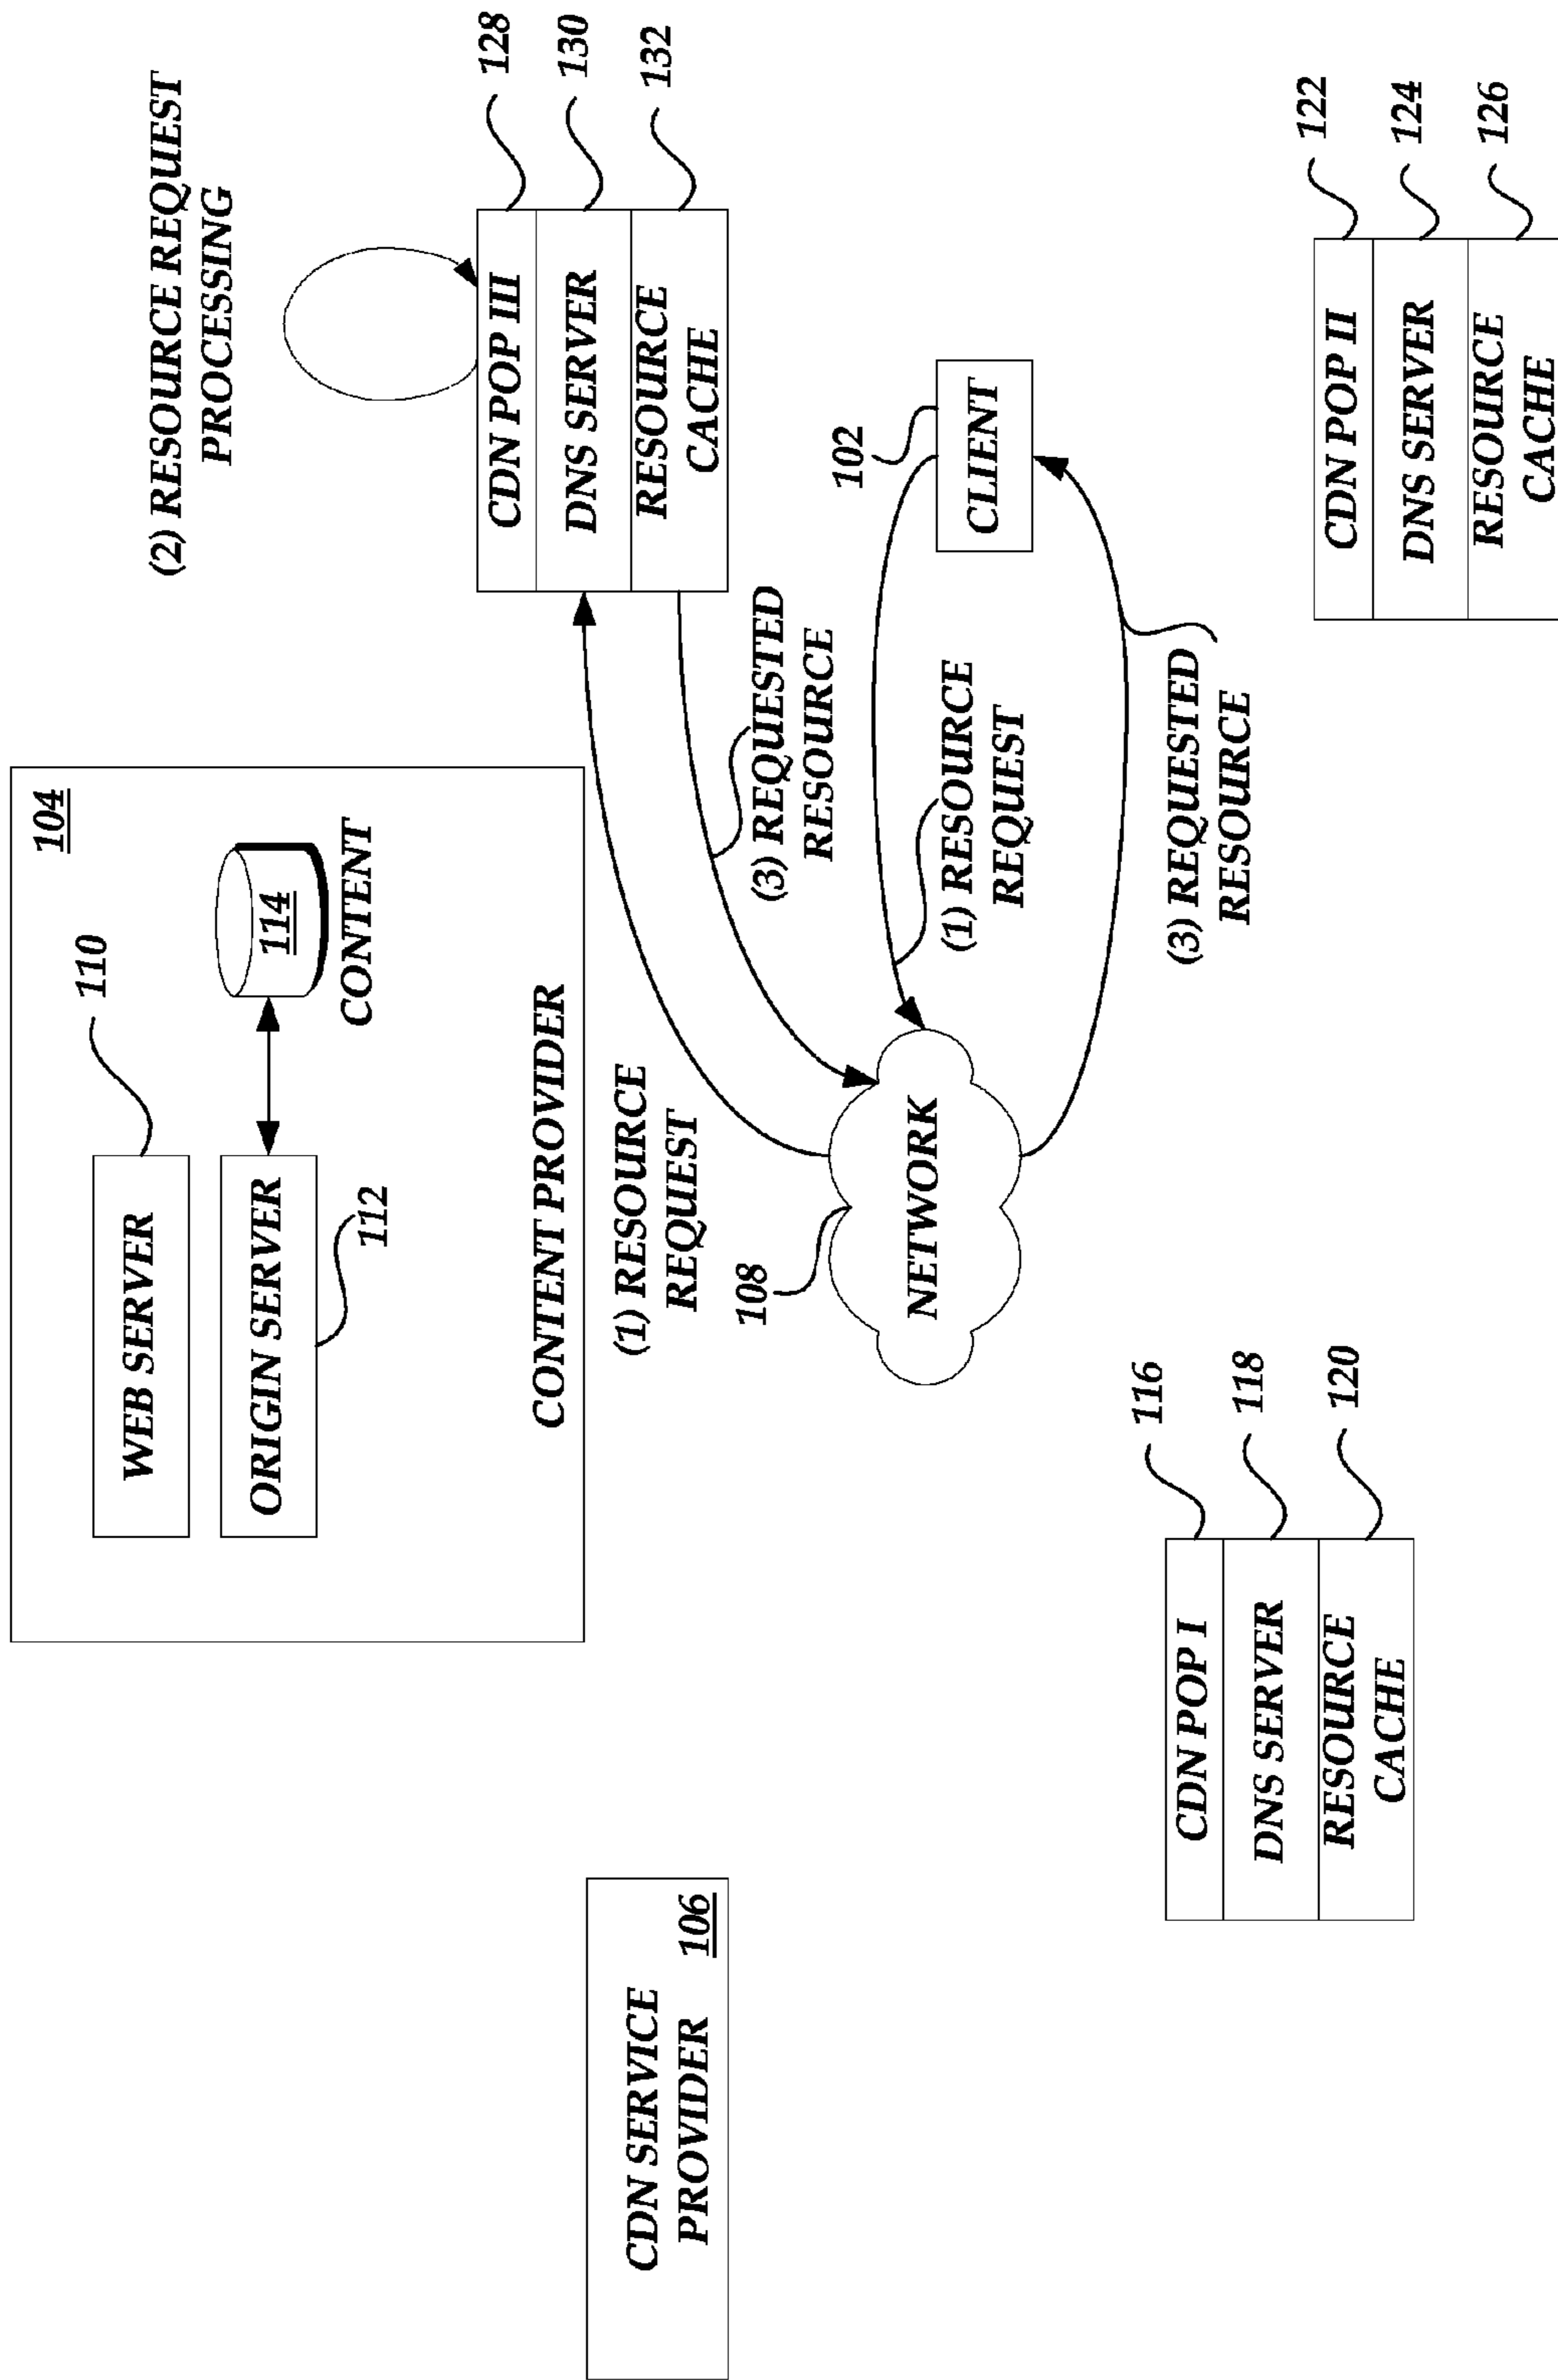 104
110
WEB SERVER
ORIGIN SERVER
114
CONTENT
112
CONTENT PROVIDER
(2) RESOURCE REQUEST
PROCESSING
CDN POP III
DNS SERVER
RESOURCE
CACHE
128
130
132
CDN SERVICE
PROVIDER
106
(1) RESOURCE
REQUEST
(3) REQUESTED
RESOURCE
108
NETWORK
102
CLIENT
(1) RESOURCE
REQUEST
(3) REQUESTED
RESOURCE
CDN POP I
DNS SERVER
RESOURCE
CACHE
116
118
120
CDN POP II
DNS SERVER
RESOURCE
CACHE
122
124
126